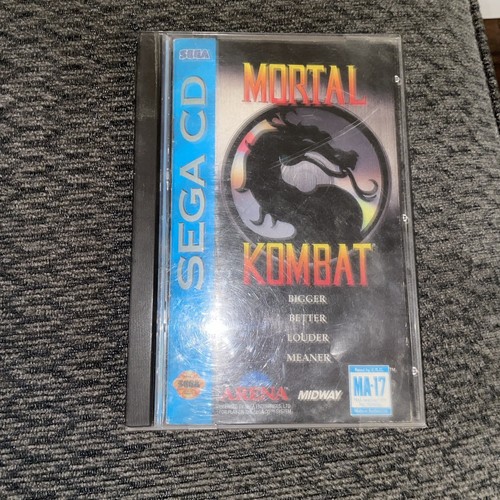 SEGA
SEGA CD
MORTAL
KOMBAT
BIGGER
BETTER
LOUDER
MEANER
SEGA
ARENA
MIDWAY
MA-17